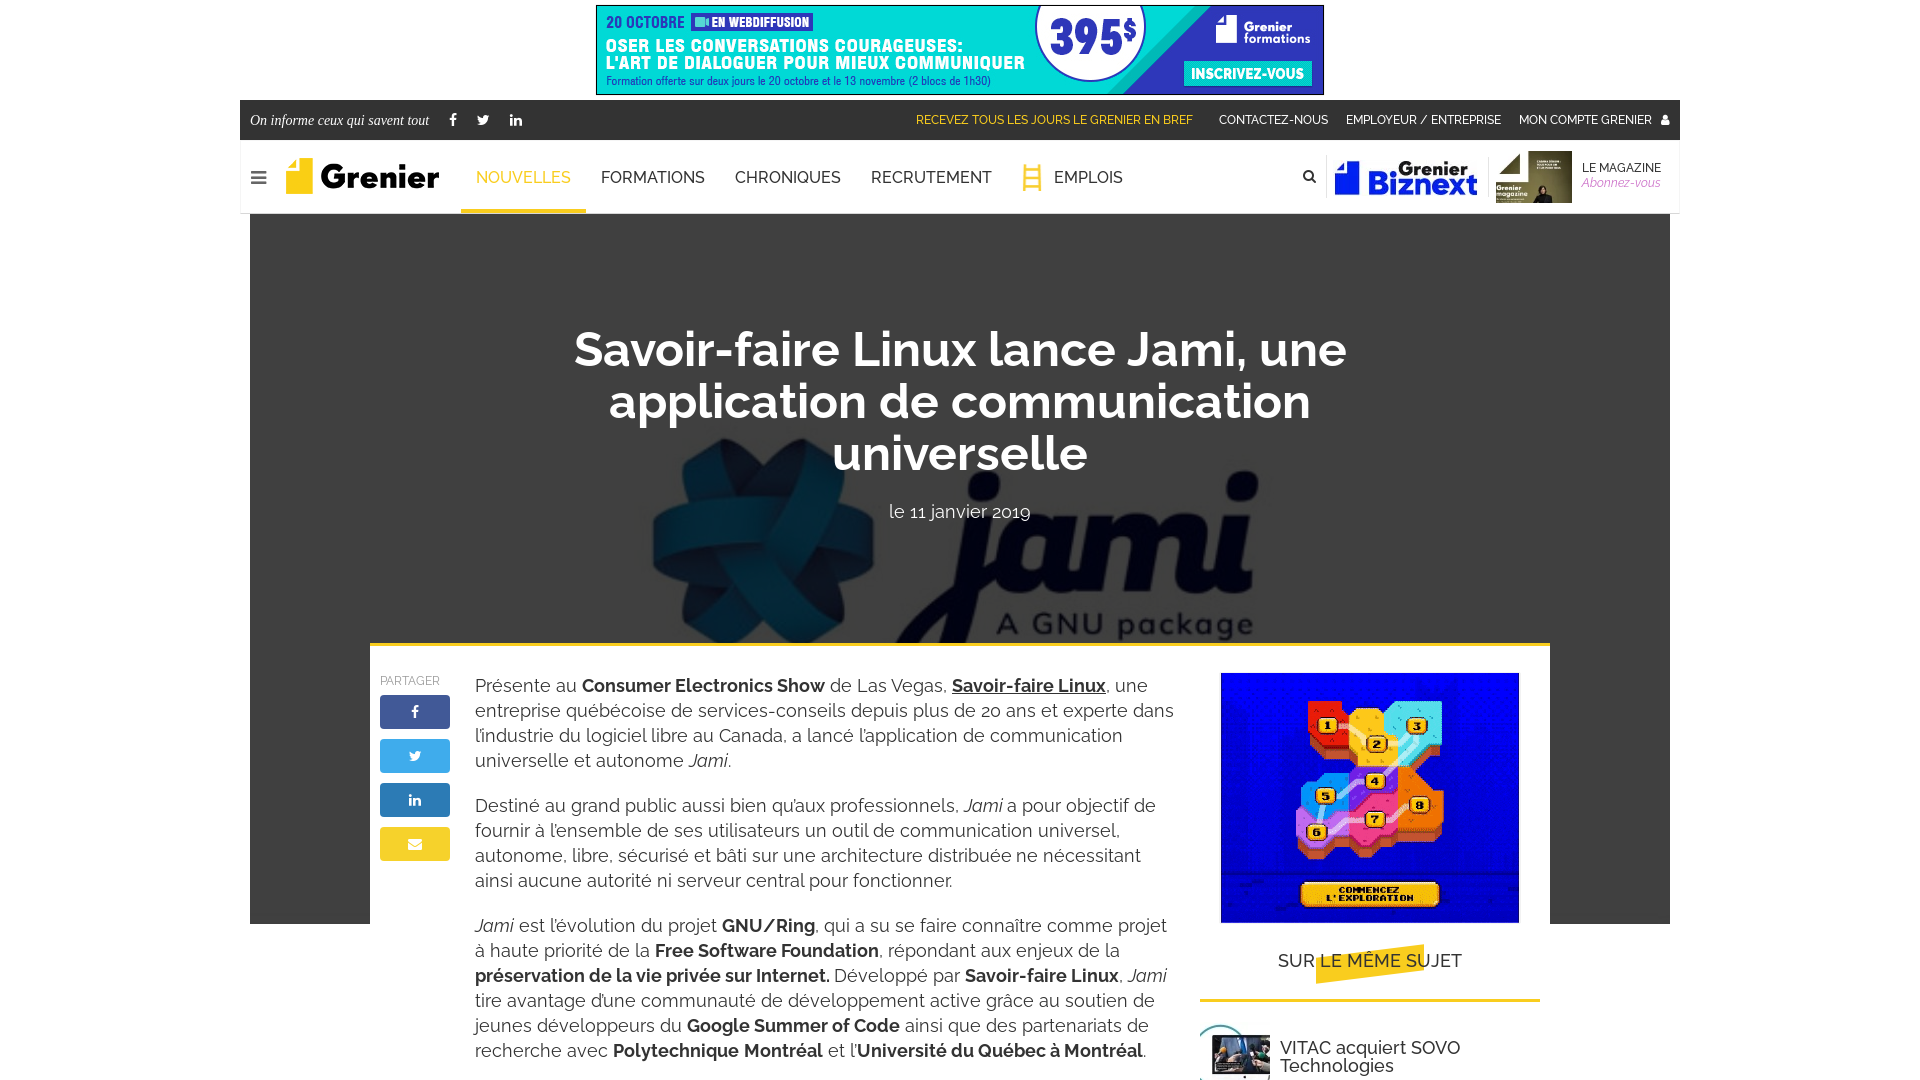 20 OCTOBRE EN WEBDIFFUSION
OSER LES CONVERSATIONS COURAGEUSES:
L'ART DE DIALOGUER POUR MIEUX COMMUNIQUER
Formation offerte sur deux jours le 20 octobre et le 13 novembre (2 blocs de 1h30)
395$
Grenier
formations
INSCRIVEZ-VOUS
On informe ceux qui savent tout
RECEVEZ TOUS LES JOURS LE GRENIER EN BREF
CONTACTEZ-NOUS
EMPLOYEUR / ENTREPRISE
MON COMPTE GRENIER
Grenier
NOUVELLES
FORMATIONS
CHRONIQUES
RECRUTEMENT
EMPLOIS
Grenier
Biznext
Grenier
magazine
LE MAGAZINE
Abonnez-vous
Savoir-faire Linux lance Jami, une
application de communication
universelle
le 11 janvier 2019
jami
A GNU package
PARTAGER
Présente au Consumer Electronics Show de Las Vegas, Savoir-faire Linux, une
entreprise québécoise de services-conseils depuis plus de 20 ans et experte dans
l’industrie du logiciel libre au Canada, a lancé l’application de communication
universelle et autonome Jami.
Destiné au grand public aussi bien qu’aux professionnels, Jami a pour objectif de
fournir à l’ensemble de ses utilisateurs un outil de communication universel,
autonome, libre, sécurisé et bâti sur une architecture distribuée ne nécessitant
ainsi aucune autorité ni serveur central pour fonctionner.
Jami est l’évolution du projet GNU/Ring, qui a su se faire connaître comme projet
à haute priorité de la Free Software Foundation, répondant aux enjeux de la
préservation de la vie privée sur Internet. Développé par Savoir-faire Linux, Jami
tire avantage d’une communauté de développement active grâce au soutien de
jeunes développeurs du Google Summer of Code ainsi que des partenariats de
recherche avec Polytechnique Montréal et l’Université du Québec à Montréal.
1
2
3
4
5
6
7
8
COMMENCEZ
L'EXPLORATION
SUR LE MÊME SUJET
VITAC acquiert SOVO
Technologies